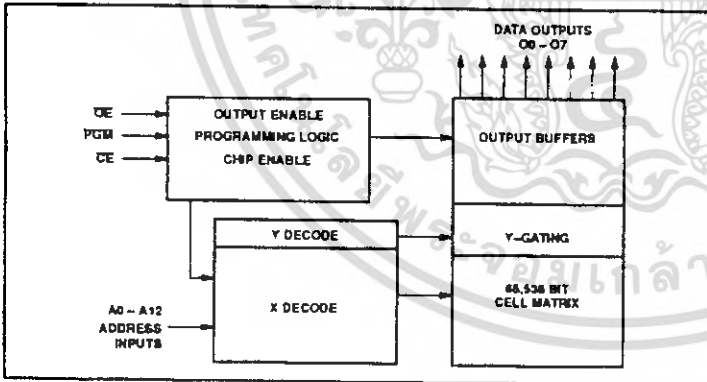 DATA OUTPUTS
O0 – O7
OE
PGM
CE
OUTPUT ENABLE
PROGRAMMING LOGIC
CHIP ENABLE
OUTPUT BUFFERS
Y DECODE
Y–GATING
X DECODE
65,536 BIT
CELL MATRIX
A0 – A12
ADDRESS
INPUTS